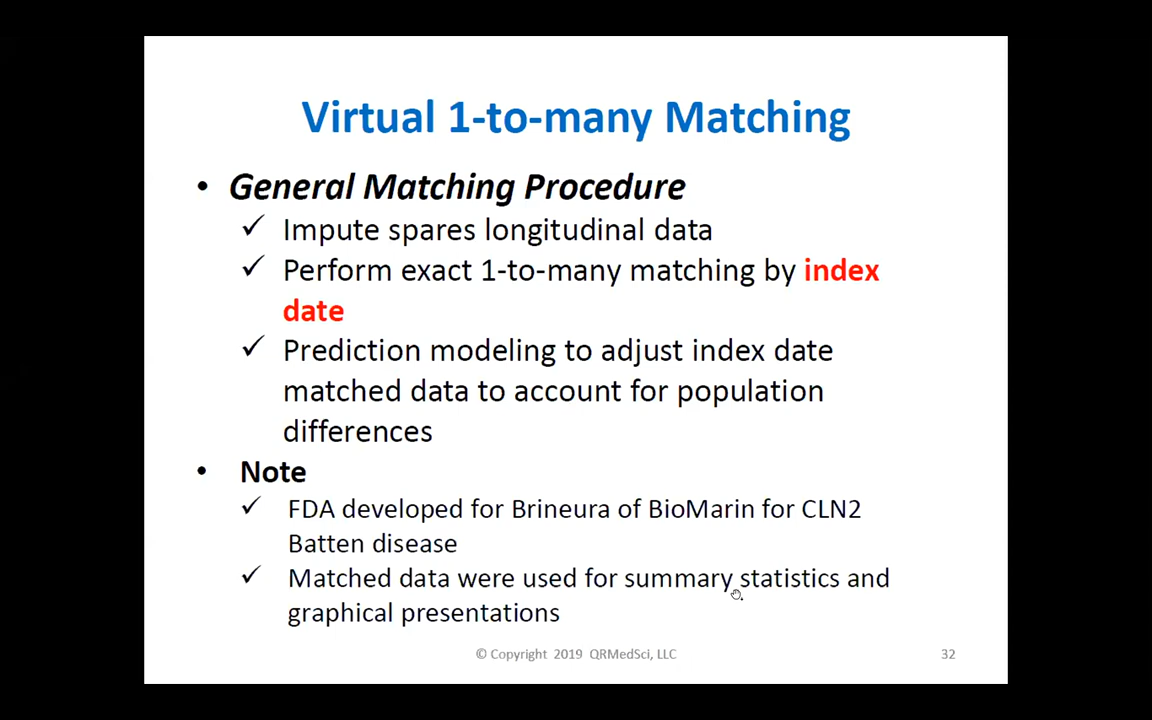 Virtual 1-to-many Matching
• General Matching Procedure
✓ Impute spares longitudinal data
✓ Perform exact 1-to-many matching by index
date
✓ Prediction modeling to adjust index date
matched data to account for population
differences
• Note
✓ FDA developed for Brineura of BioMarin for CLN2
Batten disease
✓ Matched data were used for summary statistics and
graphical presentations
© Copyright 2019 QRMedSci, LLC
32